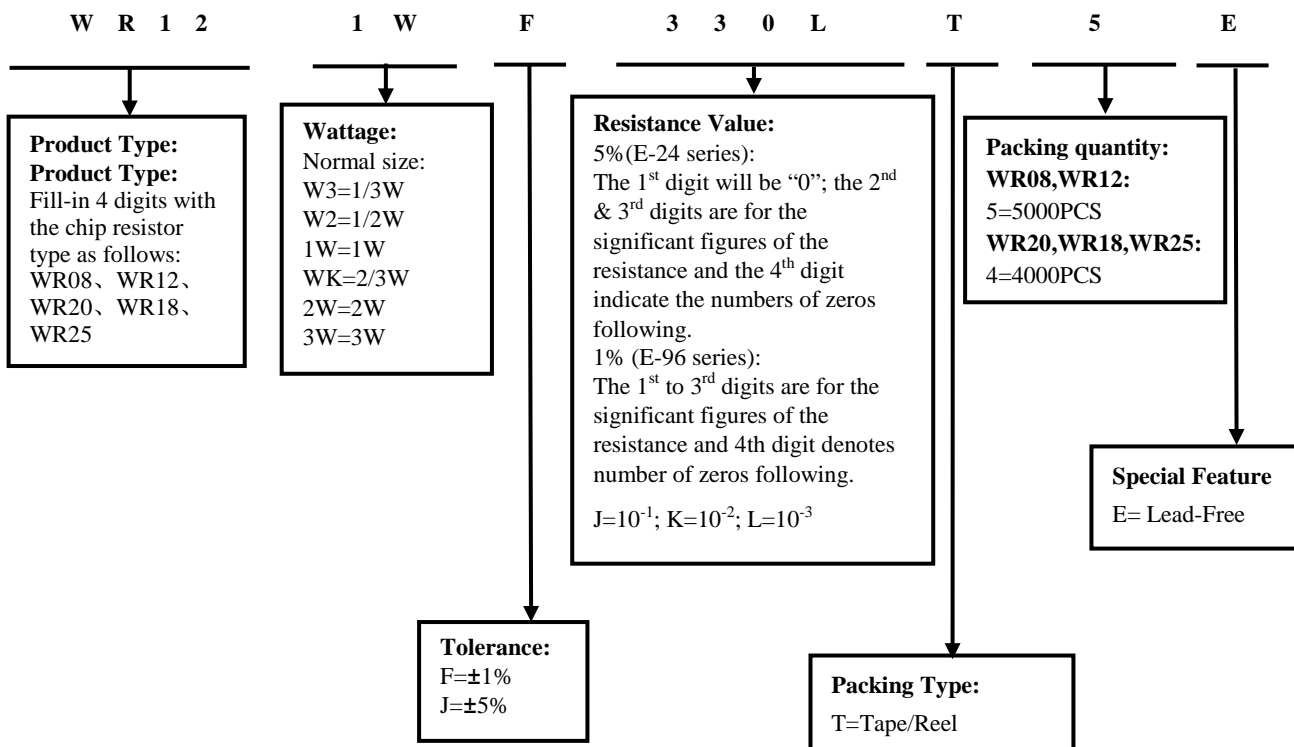 W R 1 2 1 W F 3 3 0 L T 5 E
Product Type:
Product Type:
Fill-in 4 digits with
the chip resistor
type as follows:
WR08、WR12、
WR20、WR18、
WR25
Wattage:
Normal size:
W3=1/3W
W2=1/2W
1W=1W
WK=2/3W
2W=2W
3W=3W
Resistance Value:
5%(E-24 series):
The 1st digit will be “0”; the 2nd
& 3rd digits are for the
significant figures of the
resistance and the 4th digit
indicate the numbers of zeros
following.
1% (E-96 series):
The 1st to 3rd digits are for the
significant figures of the
resistance and 4th digit denotes
number of zeros following.
J=10-1; K=10-2; L=10-3
Packing quantity:
WR08,WR12:
5=5000PCS
WR20,WR18,WR25:
4=4000PCS
Special Feature
E= Lead-Free
Tolerance:
F=±1%
J=±5%
Packing Type:
T=Tape/Reel